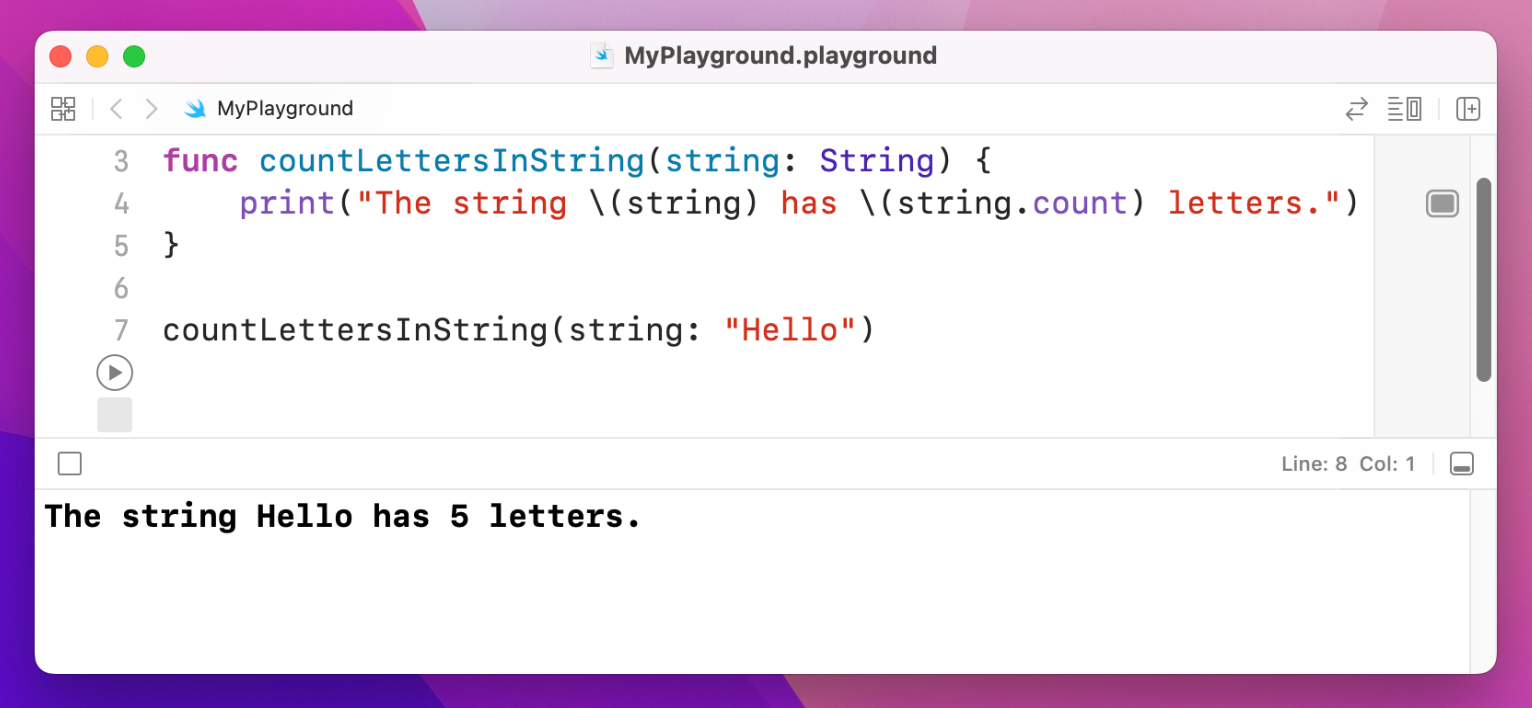 MyPlayground.playground
MyPlayground
3 func countLettersInString(string: String) {
4     print("The string \(string) has \(string.count) letters.")
5 }
6
7 countLettersInString(string: "Hello")
Line: 8 Col: 1
The string Hello has 5 letters.